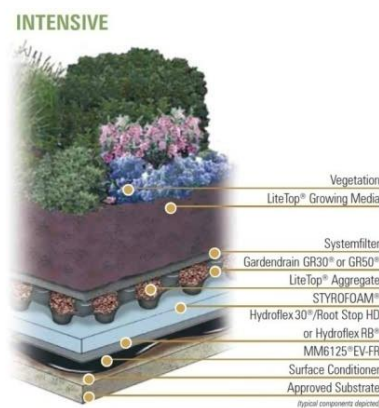 INTENSIVE
Vegetation
LiteTop® Growing Media
Systemfilter
Gardendrain GR30® or GR50®
LiteTop® Aggregate
STYROFOAM®
Hydroflex 30®/Root Stop HD
or Hydroflex RB®
MM6125®EV-FR
Surface Conditioner
Approved Substrate
(typical components depicted)